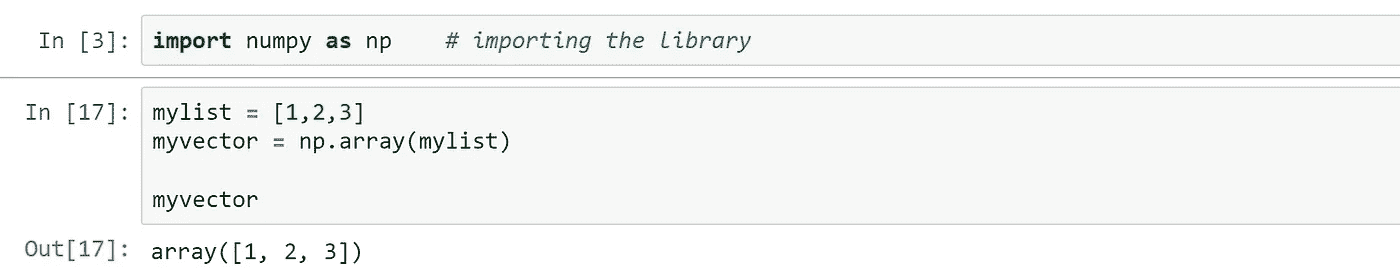 In [3]: import numpy as np    # importing the library
In [17]: mylist = [1,2,3]
myvector = np.array(mylist)
myvector
Out[17]: array([1, 2, 3])